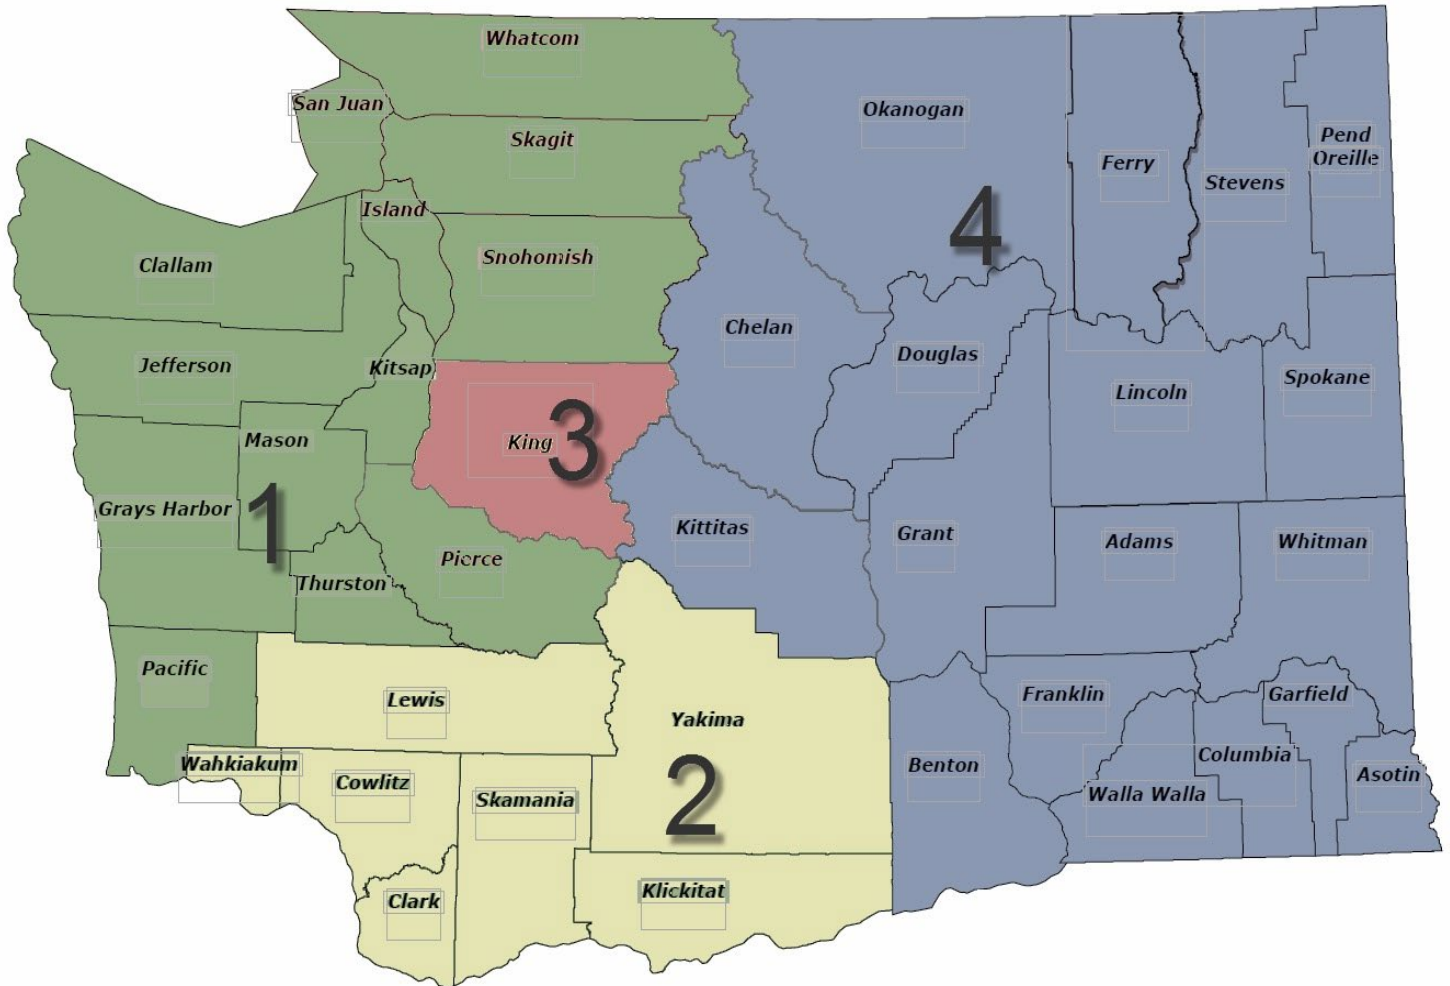 Whatcom
San Juan
Okanogan
Skagit
Pend
Oreille
Ferry
Stevens
Island
4
Snohomish
Clallam
Chelan
Douglas
Jefferson
Kitsap
Spokane
Lincoln
Mason
King
3
Grays Harbor
1
Kittitas
Grant
Adams
Whitman
Pierce
Thurston
Pacific
Lewis
Franklin
Garfield
Yakima
Wahkiakum
Columbia
Benton
Cowlitz
Asotin
Skamania
2
Walla Walla
Klickitat
Clark